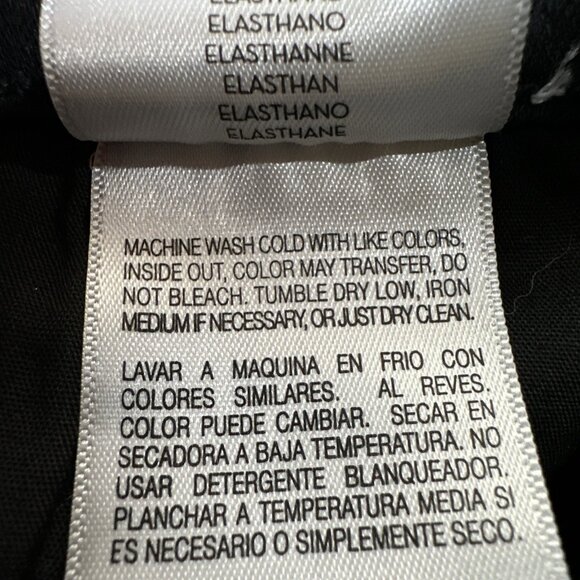 ELASTHANE
ELASTHANO
ELASTHANNE
ELASTHAN
ELASTHANO
ELASTHANE
MACHINE WASH COLD WITH LIKE COLORS,
INSIDE OUT, COLOR MAY TRANSFER, DO
NOT BLEACH. TUMBLE DRY LOW, IRON
MEDIUM IF NECESSARY, OR JUST DRY CLEAN.
LAVAR A MAQUINA EN FRIO CON
COLORES SIMILARES. AL REVES.
COLOR PUEDE CAMBIAR. SECAR EN
SECADORA A BAJA TEMPERATURA. NO
USAR DETERGENTE BLANQUEADOR.
PLANCHAR A TEMPERATURA MEDIA SI
ES NECESARIO O SIMPLEMENTE SECO.